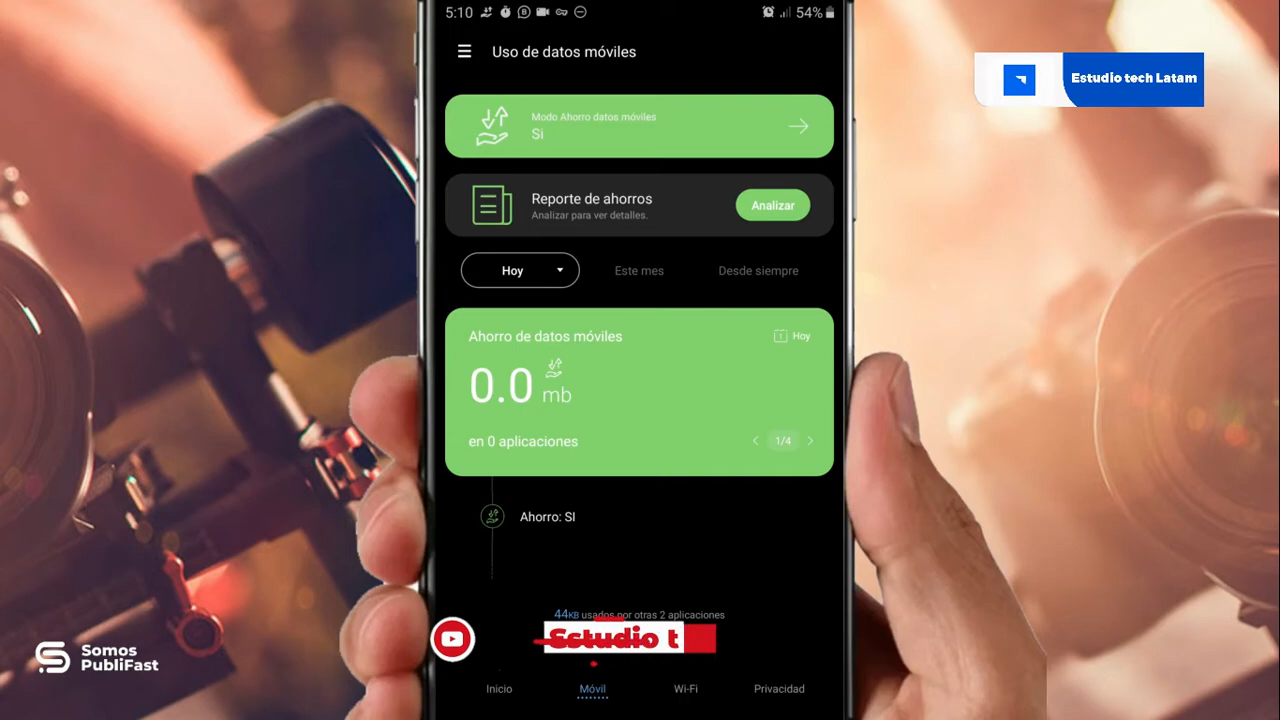 5:10
54%
Uso de datos móviles
Estudio tech Latam
Modo Ahorro datos móviles
Si
Reporte de ahorros
Analizar para ver detalles.
Analizar
Hoy
Este mes
Desde siempre
Ahorro de datos móviles
Hoy
0.0 mb
en 0 aplicaciones
1/4
Ahorro: SI
44KB usados por otras 2 aplicaciones
Estudio t
Somos
PubliFast
Inicio
Móvil
Wi-Fi
Privacidad